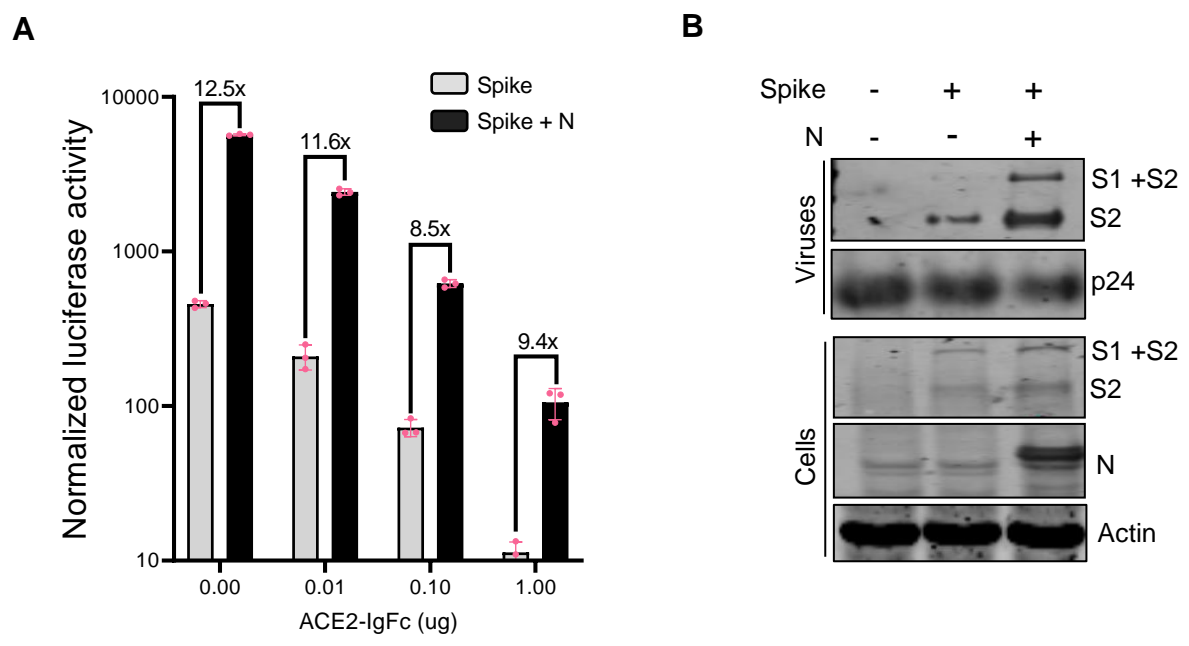 A
12.5x
11.6x
8.5x
9.4x
Spike
Spike + N
Normalized luciferase activity
10000
1000
100
10
0.00 0.01 0.10 1.00
ACE2-IgFc (ug)
B
Spike - + +
N - - +
Viruses
S1 +S2
S2
p24
Cells
S1 +S2
S2
N
Actin